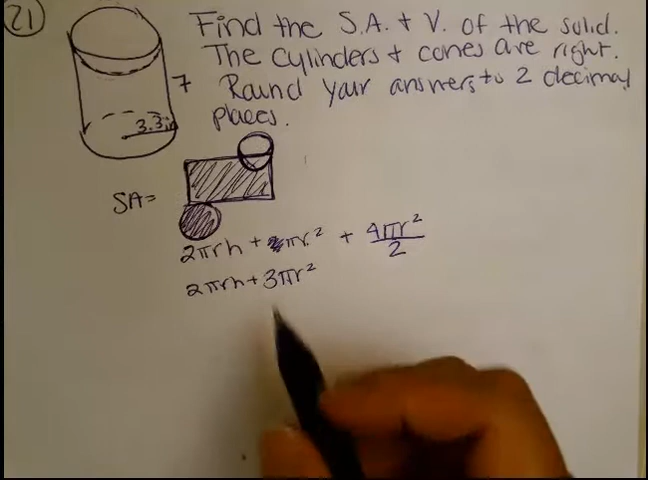 21
Find the S.A. + V. of the solid.
The cylinders + cones are right.
Round your answers to 2 decimal
places.
7
3.3in
SA=
2πrh + πr² + 4πr²/2
2πrh + 3πr²